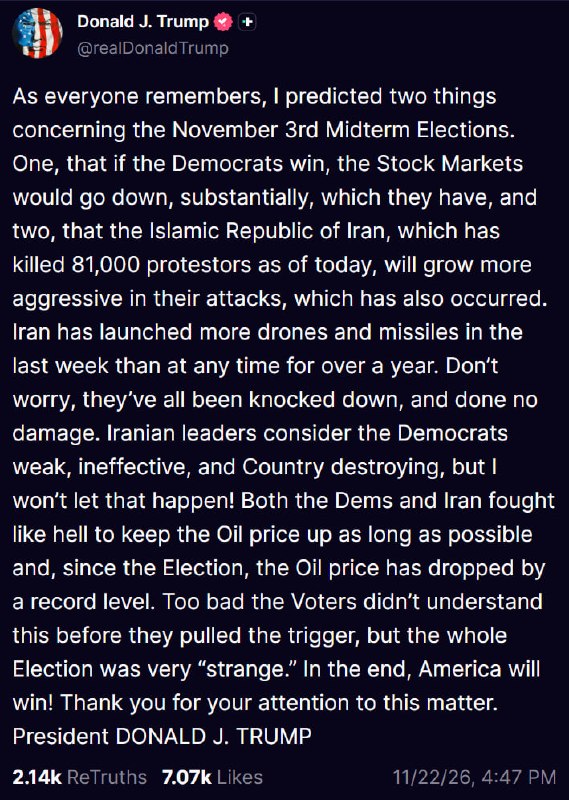 Donald J. Trump
@realDonaldTrump
As everyone remembers, I predicted two things
concerning the November 3rd Midterm Elections.
One, that if the Democrats win, the Stock Markets
would go down, substantially, which they have, and
two, that the Islamic Republic of Iran, which has
killed 81,000 protestors as of today, will grow more
aggressive in their attacks, which has also occurred.
Iran has launched more drones and missiles in the
last week than at any time for over a year. Don’t
worry, they’ve all been knocked down, and done no
damage. Iranian leaders consider the Democrats
weak, ineffective, and Country destroying, but I
won’t let that happen! Both the Dems and Iran fought
like hell to keep the Oil price up as long as possible
and, since the Election, the Oil price has dropped by
a record level. Too bad the Voters didn’t understand
this before they pulled the trigger, but the whole
Election was very “strange.” In the end, America will
win! Thank you for your attention to this matter.
President DONALD J. TRUMP
2.14k ReTruths 7.07k Likes 11/22/26, 4:47 PM